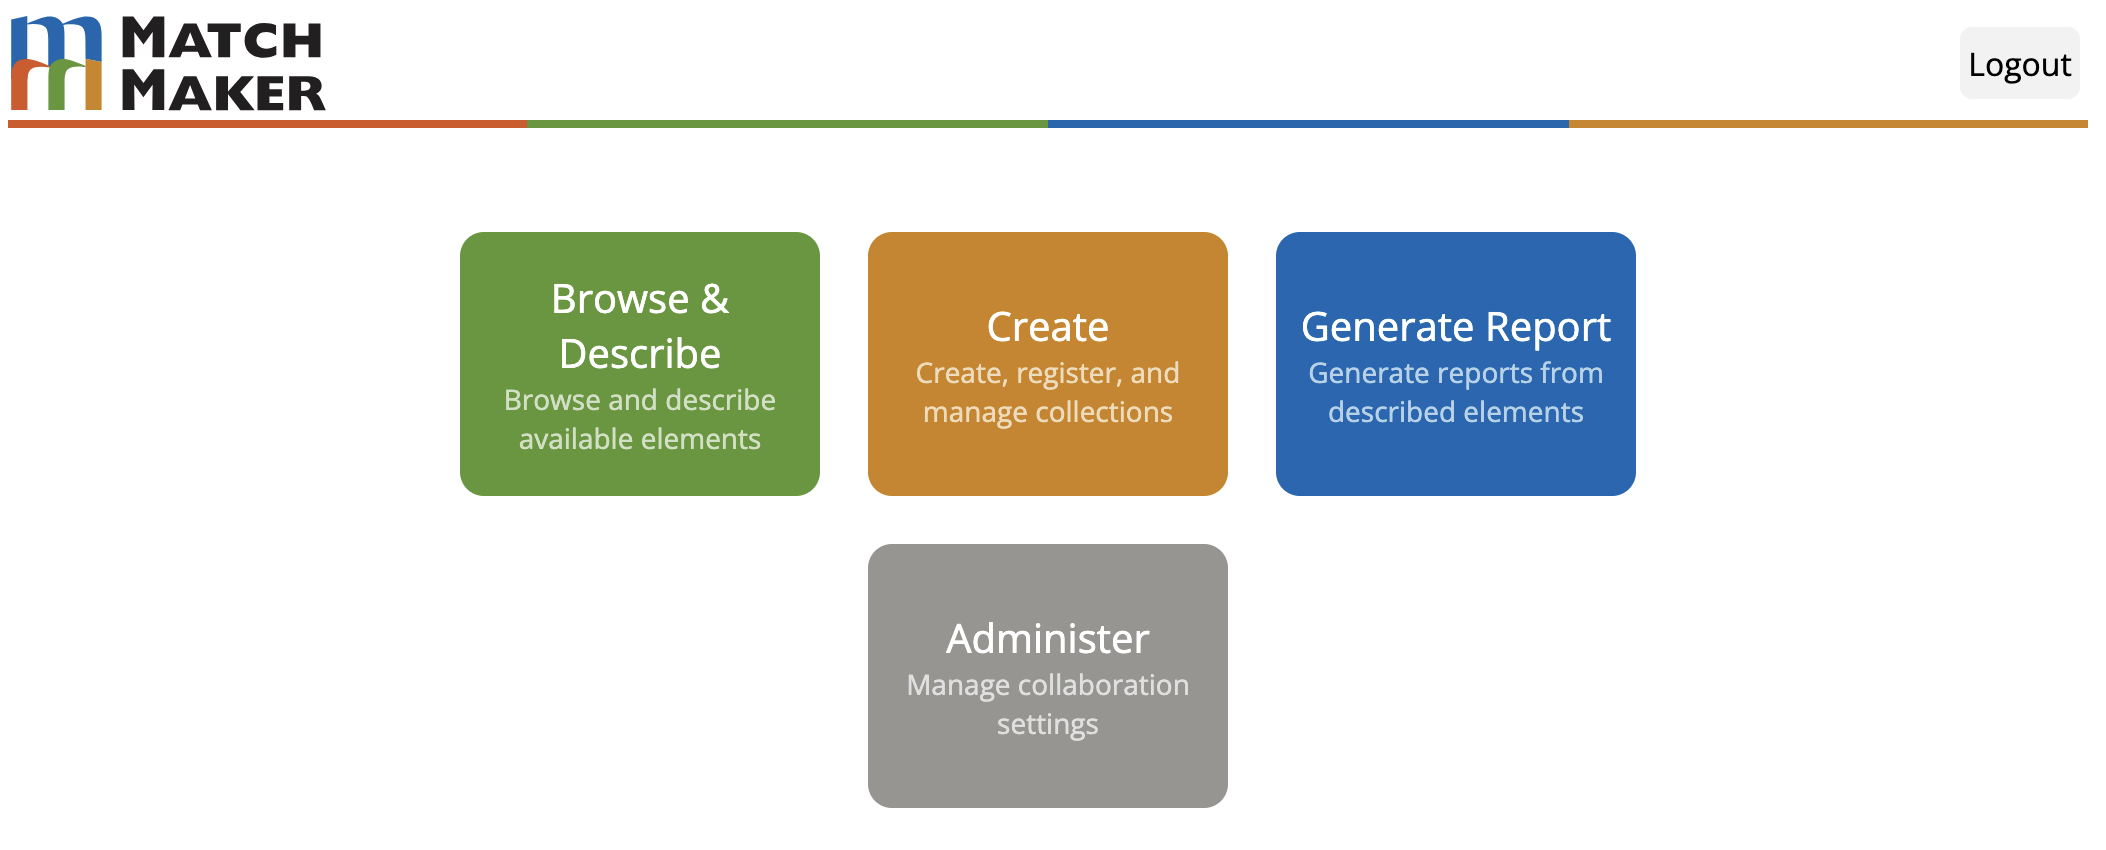 MATCH
MAKER
Logout
Browse &
Describe
Browse and describe
available elements
Create
Create, register, and
manage collections
Generate Report
Generate reports from
described elements
Administer
Manage collaboration
settings